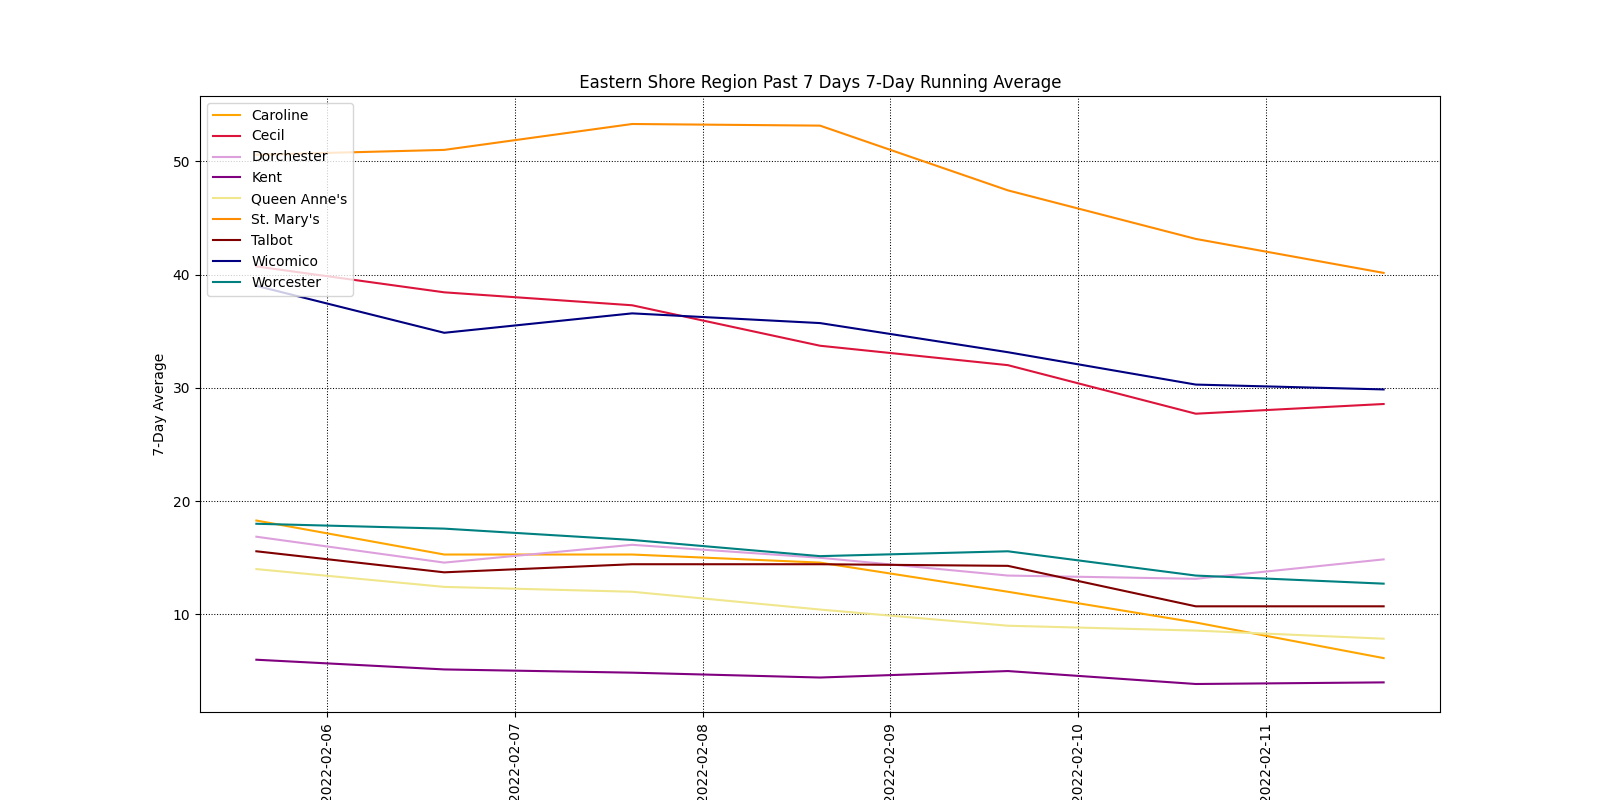 Eastern Shore Region Past 7 Days 7-Day Running Average
Caroline
Cecil
Dorchester
Kent
Queen Anne's
St. Mary's
Talbot
Wicomico
Worcester
50
40
30
20
10
7-Day Average
2022-02-06
2022-02-07
2022-02-08
2022-02-09
2022-02-10
2022-02-11